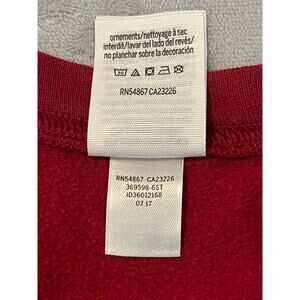 ornements/nettoyage à sec
interdit/lavar del lado del revés/
no planchar sobre la decoración
RN54867 CA23226
RN54867 CA23226
369598-6ST
ID36012168
07 17